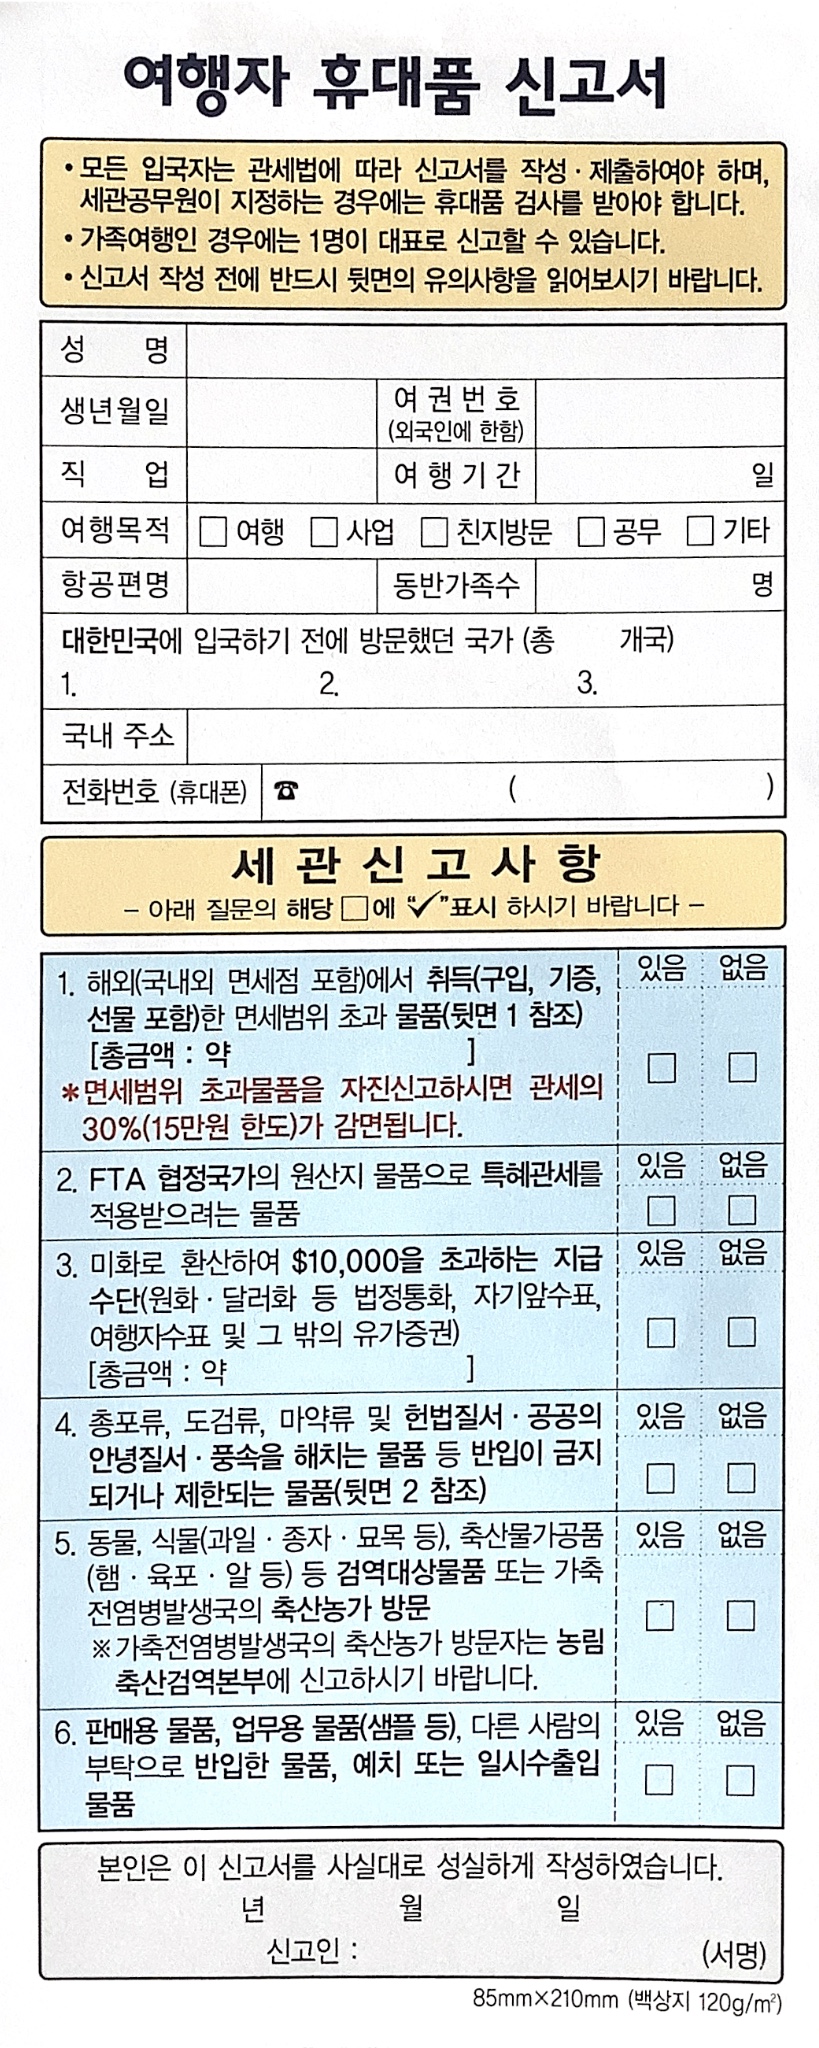 여행자 휴대품 신고서
• 모든 입국자는 관세법에 따라 신고서를 작성 · 제출하여야 하며,
세관공무원이 지정하는 경우에는 휴대품 검사를 받아야 합니다.
• 가족여행인 경우에는 1명이 대표로 신고할 수 있습니다.
• 신고서 작성 전에 반드시 뒷면의 유의사항을 읽어보시기 바랍니다.
성 명
생년월일 여 권 번 호
(외국인에 한함)
직 업 여 행 기 간 일
여행목적 □ 여행 □ 사업 □ 친지방문 □ 공무 □ 기타
항공편명 동반가족수 명
대한민국에 입국하기 전에 방문했던 국가 (총 개국)
1. 2. 3.
국내 주소
전화번호 (휴대폰) ☎ ( )
세 관 신 고 사 항
– 아래 질문의 해당 □에 "✓"표시 하시기 바랍니다 –
1. 해외(국내외 면세점 포함)에서 취득(구입, 기증, 있음 없음
선물 포함)한 면세범위 초과 물품(뒷면 1 참조)
[총금액 : 약 ] □ □
*면세범위 초과물품을 자진신고하시면 관세의
30%(15만원 한도)가 감면됩니다.
2. FTA 협정국가의 원산지 물품으로 특혜관세를 있음 없음
적용받으려는 물품 □ □
3. 미화로 환산하여 $10,000을 초과하는 지급 있음 없음
수단(원화 · 달러화 등 법정통화, 자기앞수표,
여행자수표 및 그 밖의 유가증권) □ □
[총금액 : 약 ]
4. 총포류, 도검류, 마약류 및 헌법질서 · 공공의 있음 없음
안녕질서 · 풍속을 해치는 물품 등 반입이 금지
되거나 제한되는 물품(뒷면 2 참조) □ □
5. 동물, 식물(과일 · 종자 · 묘목 등), 축산물가공품 있음 없음
(햄 · 육포 · 알 등) 등 검역대상물품 또는 가축
전염병발생국의 축산농가 방문 □ □
※가축전염병발생국의 축산농가 방문자는 농림
축산검역본부에 신고하시기 바랍니다.
6. 판매용 물품, 업무용 물품(샘플 등), 다른 사람의 있음 없음
부탁으로 반입한 물품, 예치 또는 일시수출입 □ □
물품
본인은 이 신고서를 사실대로 성실하게 작성하였습니다.
년 월 일
신고인 : (서명)
85mm×210mm (백상지 120g/m²)